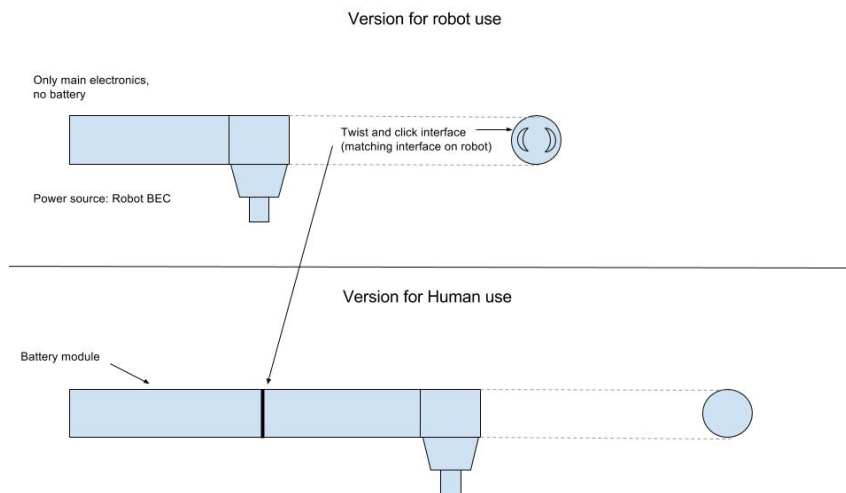 Version for robot use
Only main electronics,
no battery
Twist and click interface
(matching interface on robot)
Power source: Robot BEC
Version for Human use
Battery module